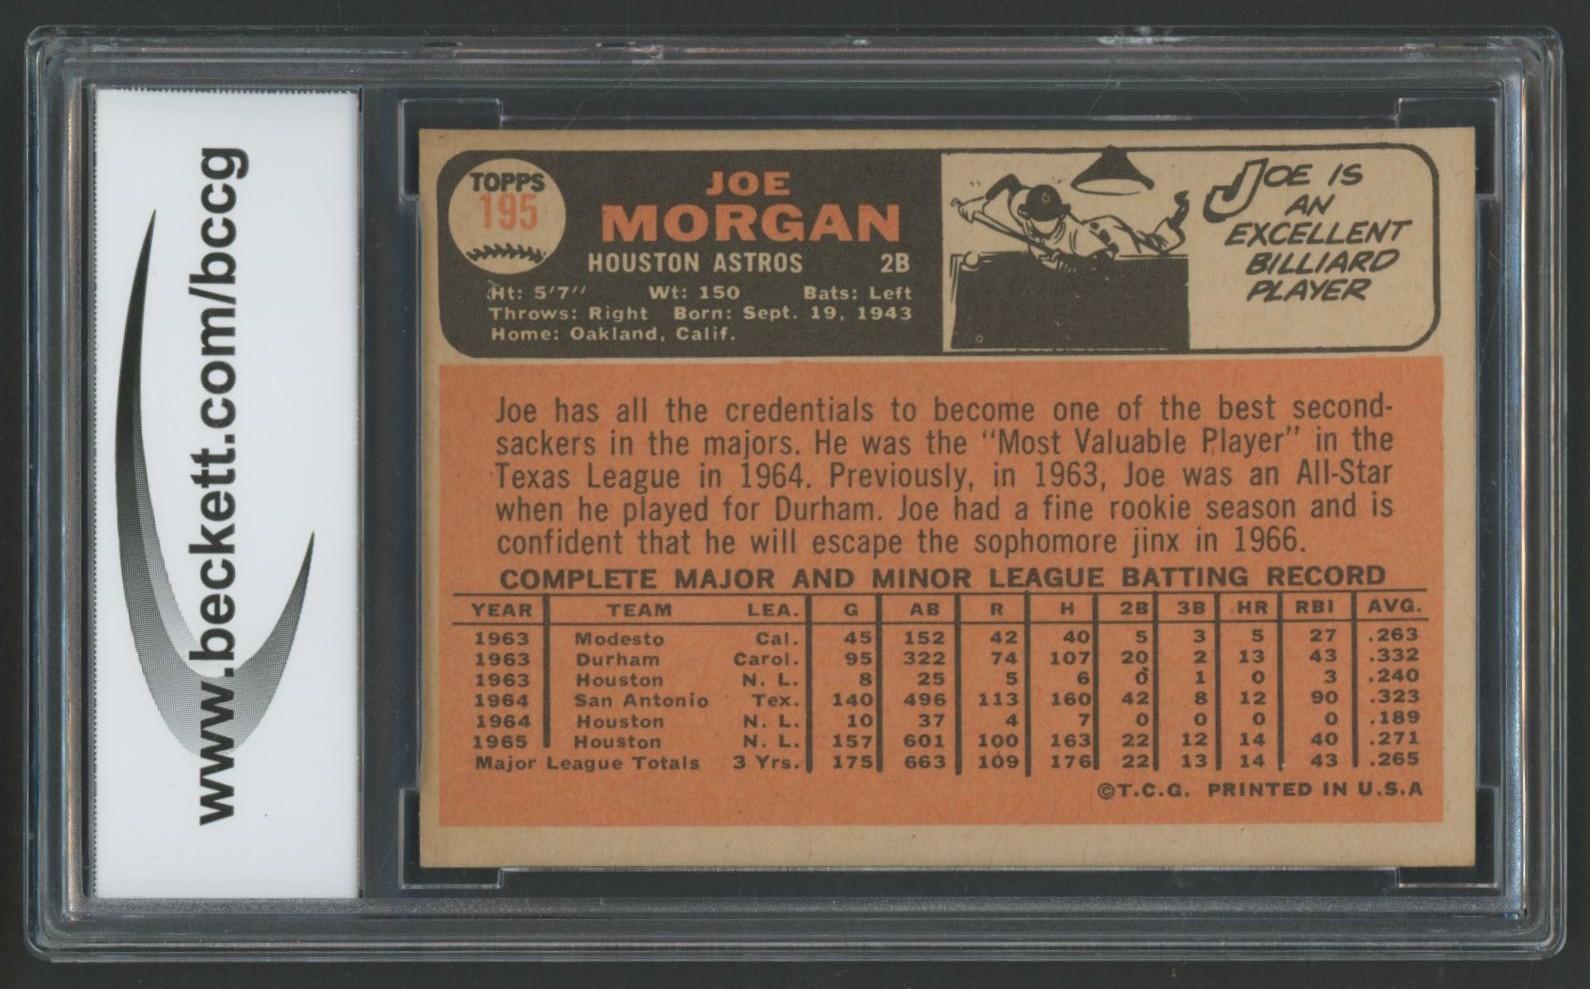 www.beckett.com/bccg
TOPPS
195
JOE
MORGAN
HOUSTON ASTROS 2B
Ht: 5'7" Wt: 150 Bats: Left
Throws: Right Born: Sept. 19, 1943
Home: Oakland, Calif.
JOE IS
AN
EXCELLENT
BILLIARD
PLAYER
Joe has all the credentials to become one of the best second-
sackers in the majors. He was the "Most Valuable Player" in the
Texas League in 1964. Previously, in 1963, Joe was an All-Star
when he played for Durham. Joe had a fine rookie season and is
confident that he will escape the sophomore jinx in 1966.
COMPLETE MAJOR AND MINOR LEAGUE BATTING RECORD
YEAR TEAM LEA. G AB R H 2B 3B HR RBI AVG.
1963 Modesto Cal. 45 152 42 40 5 3 5 27 .263
1963 Durham Carol. 95 322 74 107 20 2 13 43 .332
1963 Houston N. L. 8 25 5 6 0 1 0 3 .240
1964 San Antonio Tex. 140 496 113 160 42 8 12 90 .323
1964 Houston N. L. 10 37 4 7 0 0 0 0 .189
1965 Houston N. L. 157 601 100 163 22 12 14 40 .271
Major League Totals 3 Yrs. 175 663 109 176 22 13 14 43 .265
©T.C.G. PRINTED IN U.S.A